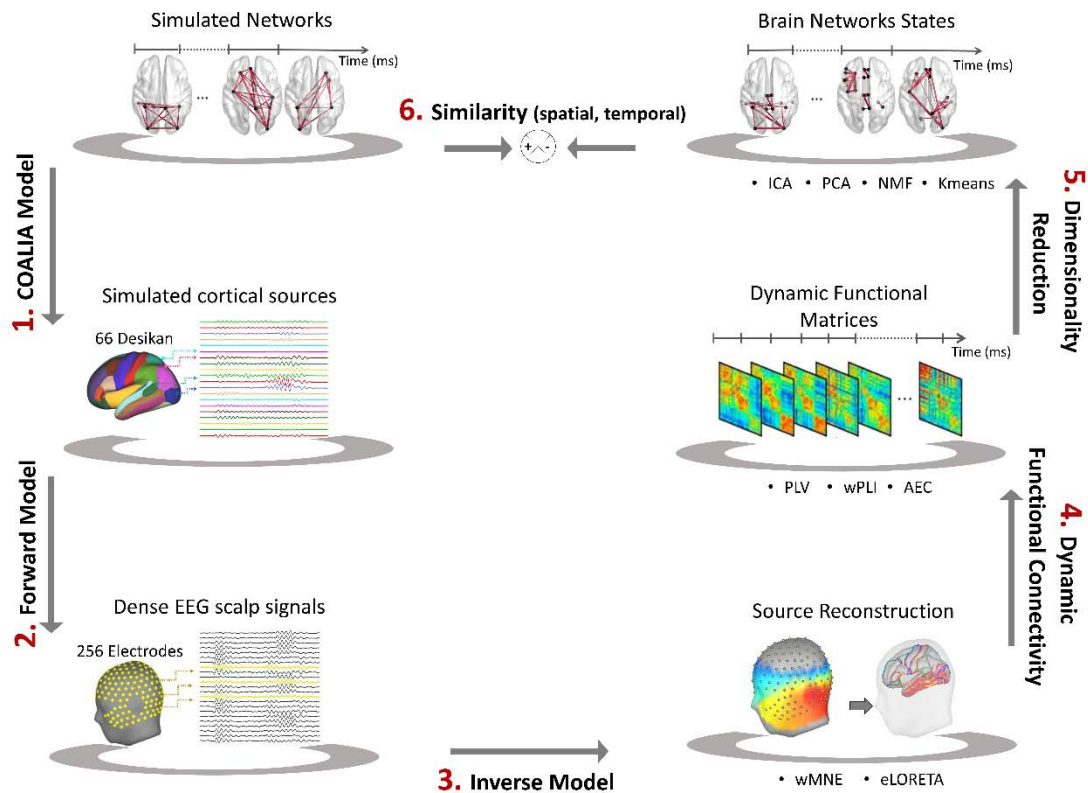 Simulated Networks
Time (ms)
...
Brain Networks States
Time (ms)
...
6. Similarity (spatial, temporal)
+ -
• ICA • PCA • NMF • Kmeans
1. COALIA Model
5. Dimensionality
Reduction
Simulated cortical sources
66 Desikan
Dynamic Functional
Matrices
Time (ms)
...
• PLV • wPLI • AEC
2. Forward Model
4. Dynamic
Functional Connectivity
Dense EEG scalp signals
256 Electrodes
Source Reconstruction
3. Inverse Model
• wMNE • eLORETA